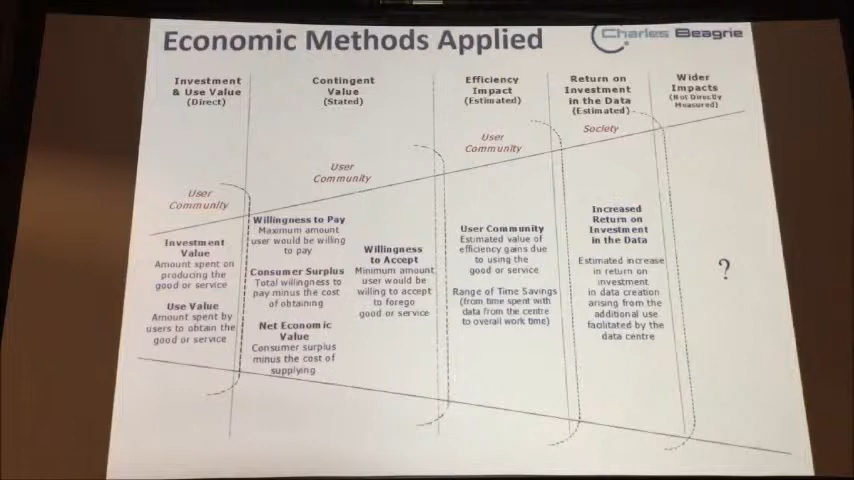 Economic Methods Applied
Charles Beagrie
Investment
& Use Value
(Direct)
Contingent
Value
(Stated)
Efficiency
Impact
(Estimated)
Return on
Investment
in the Data
(Estimated)
Wider
Impacts
(Not Directly
Measured)
User
Community
User
Community
User
Community
Society
Investment
Value
Amount spent on
producing the
good or service
Use Value
Amount spent by
users to obtain the
good or service
Willingness to Pay
Maximum amount
user would be willing
to pay
Consumer Surplus
Total willingness to
pay minus the cost
of obtaining
Net Economic
Value
Consumer surplus
minus the cost of
supplying
Willingness
to Accept
Minimum amount
user would be
willing to accept
to forego
good or service
User Community
Estimated value of
efficiency gains due
to using the
good or service
Range of Time Savings
(from time spent with
data from the centre
to overall work time)
Increased
Return on
Investment
in the Data
Estimated increase
in return on
investment
in data creation
arising from the
additional use
facilitated by the
data centre
?